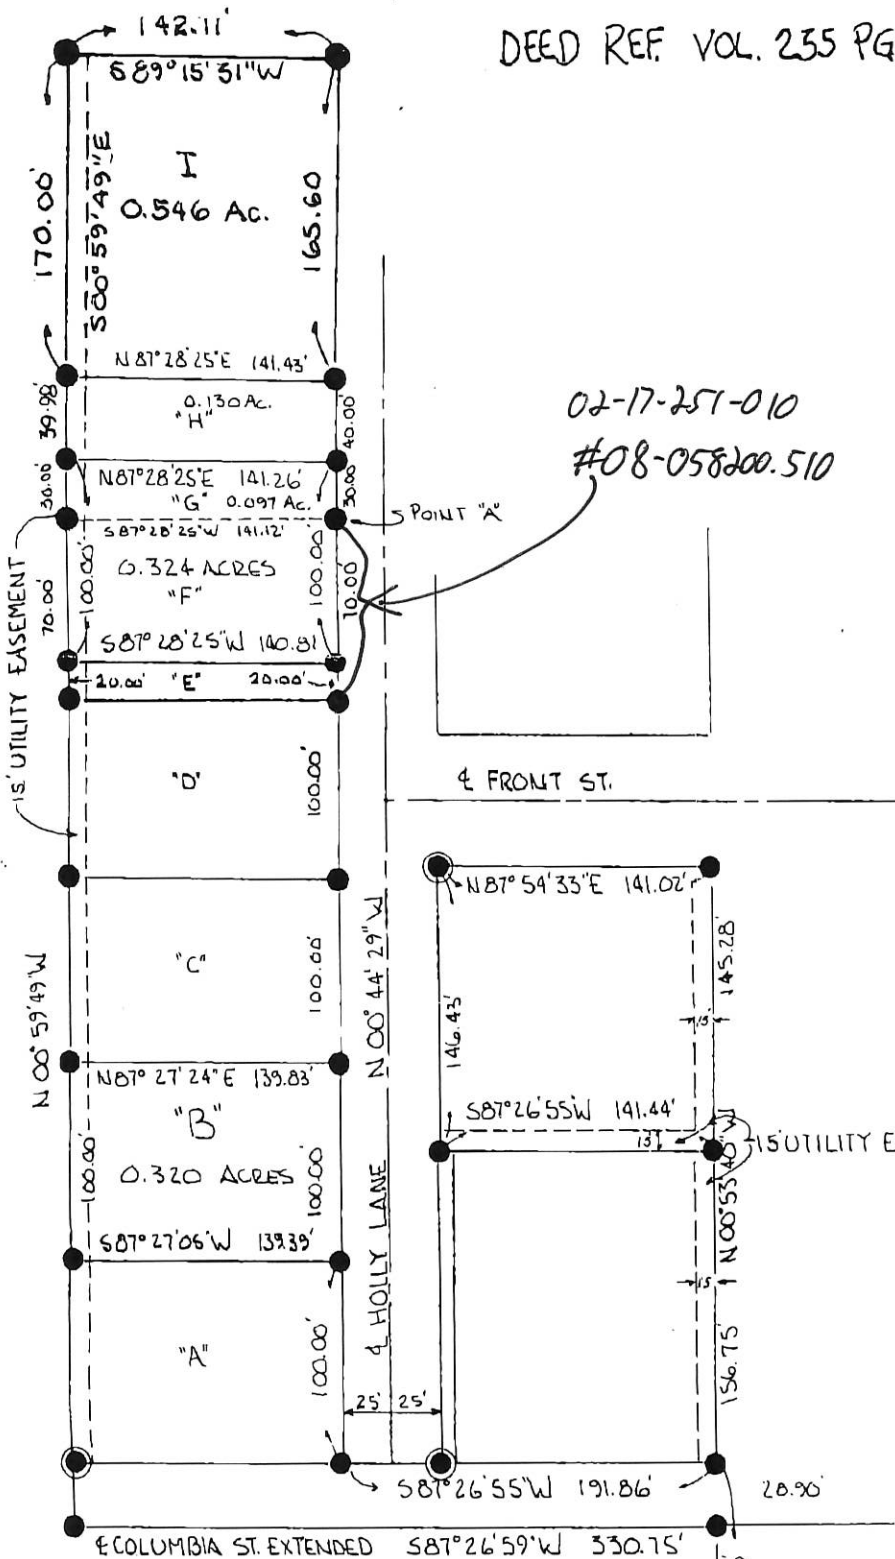 142.11'
DEED REF. VOL. 235 PG
S89°15'31"W
I
0.546 Ac.
170.00'
S00°59'49"E
165.60
N87°28'25"E 141.43'
39.98'
0.130 Ac.
"H"
40.00'
02-17-251-010
#08-058200.510
N87°28'25"E 141.26'
30.00'
"G" 0.097 Ac.
30.00'
POINT "A"
S87°28'25"W 141.12'
0.324 ACRES
"F"
70.00'
100.00'
100.00'
70.00'
S87°28'25"W 140.81
20.00' "E" 20.00'
15' UTILITY EASEMENT
"D"
100.00'
℄ FRONT ST.
N87°54'33"E 141.02'
"C"
100.00'
N00°44'29"W
N00°59'49"W
146.43'
145.28'
15'
N87°27'24"E 139.83'
"B"
0.320 ACRES
100.00'
100.00'
S87°26'55"W 141.44'
15'
15' UTILITY E
N00°53'40"W
S87°27'05"W 139.39'
℄ HOLLY LANE
15'
"A"
100.00'
156.75'
25' 25'
S87°26'55"W 191.86'
28.90'
℄ COLUMBIA ST. EXTENDED S87°26'59"W 330.75'